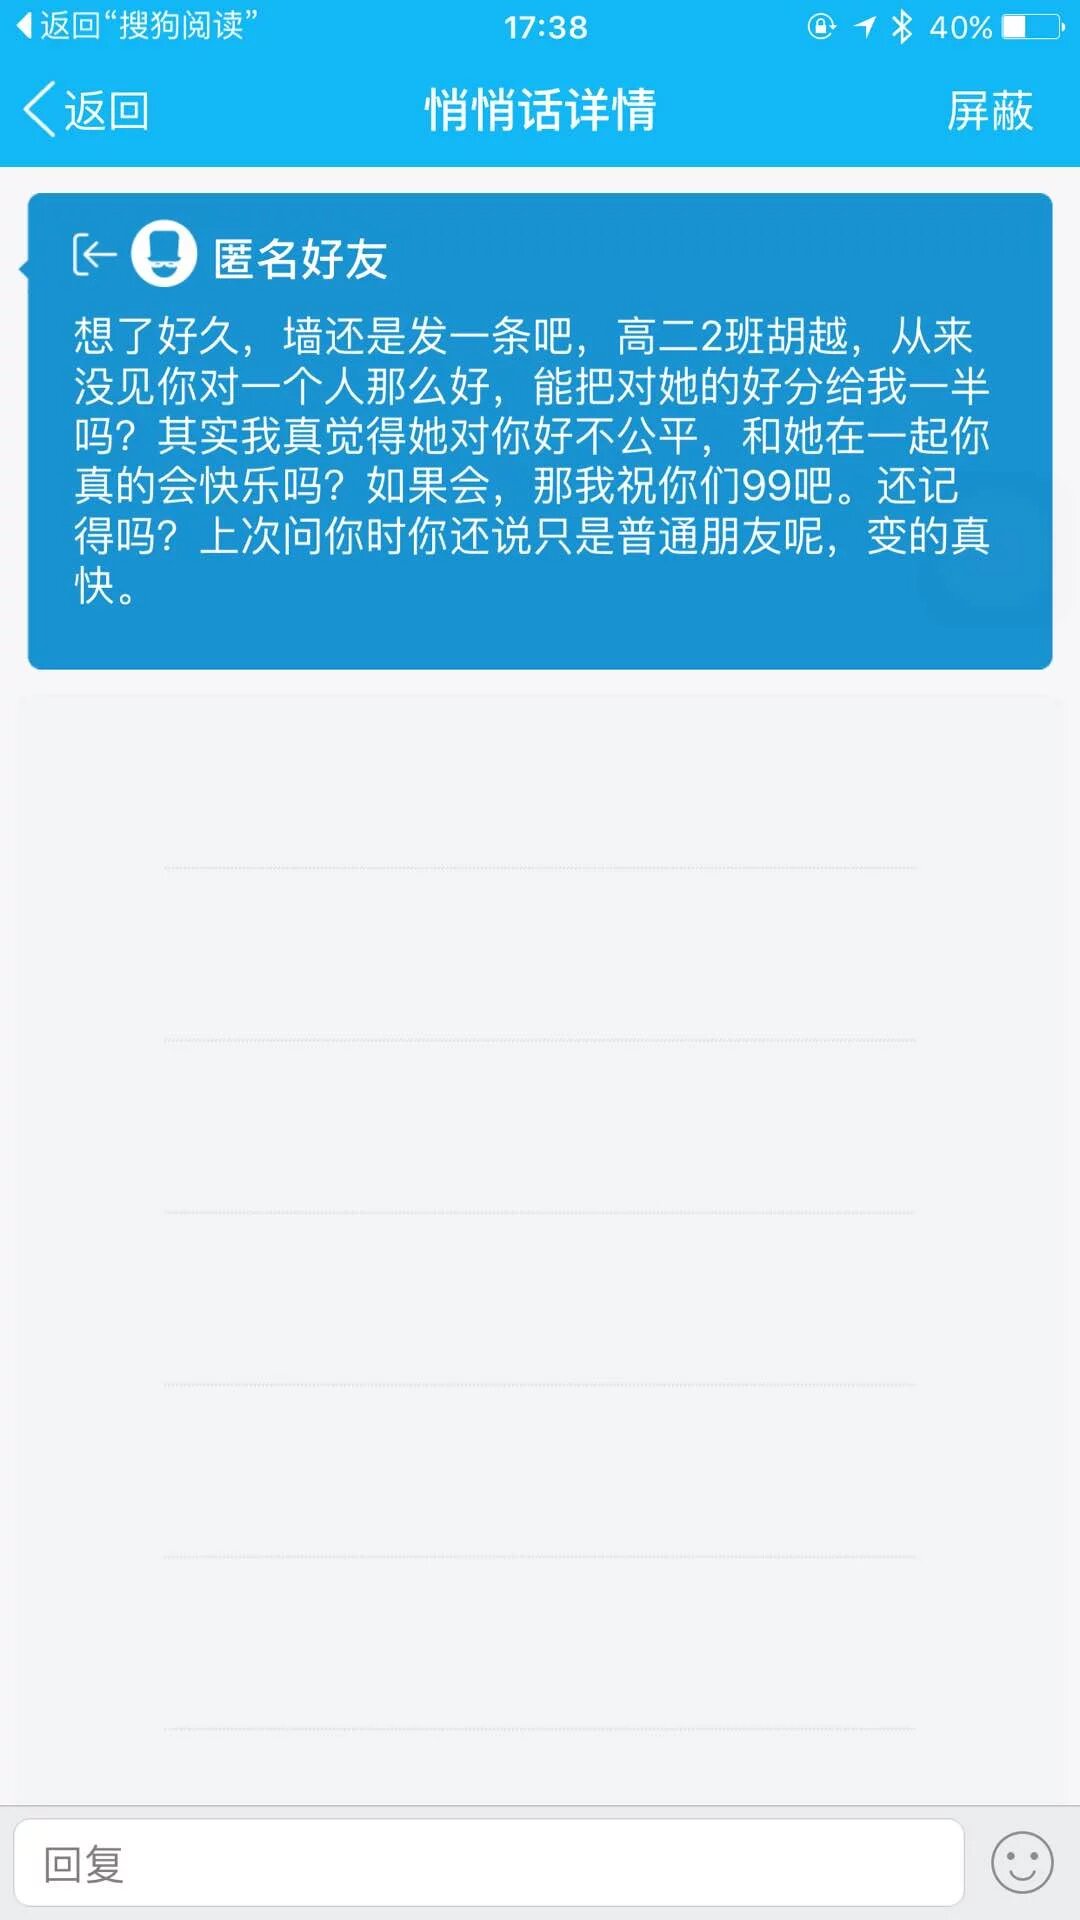 返回“搜狗阅读”
17:38
40%
返回
悄悄话详情
屏蔽
匿名好友
想了好久，墙还是发一条吧，高二2班胡越，从来
没见你对一个人那么好，能把对她的好分给我一半
吗？其实我真觉得她对你好不公平，和她在一起你
真的会快乐吗？如果会，那我祝你们99吧。还记
得吗？上次问你时你还说只是普通朋友呢，变的真
快。
回复